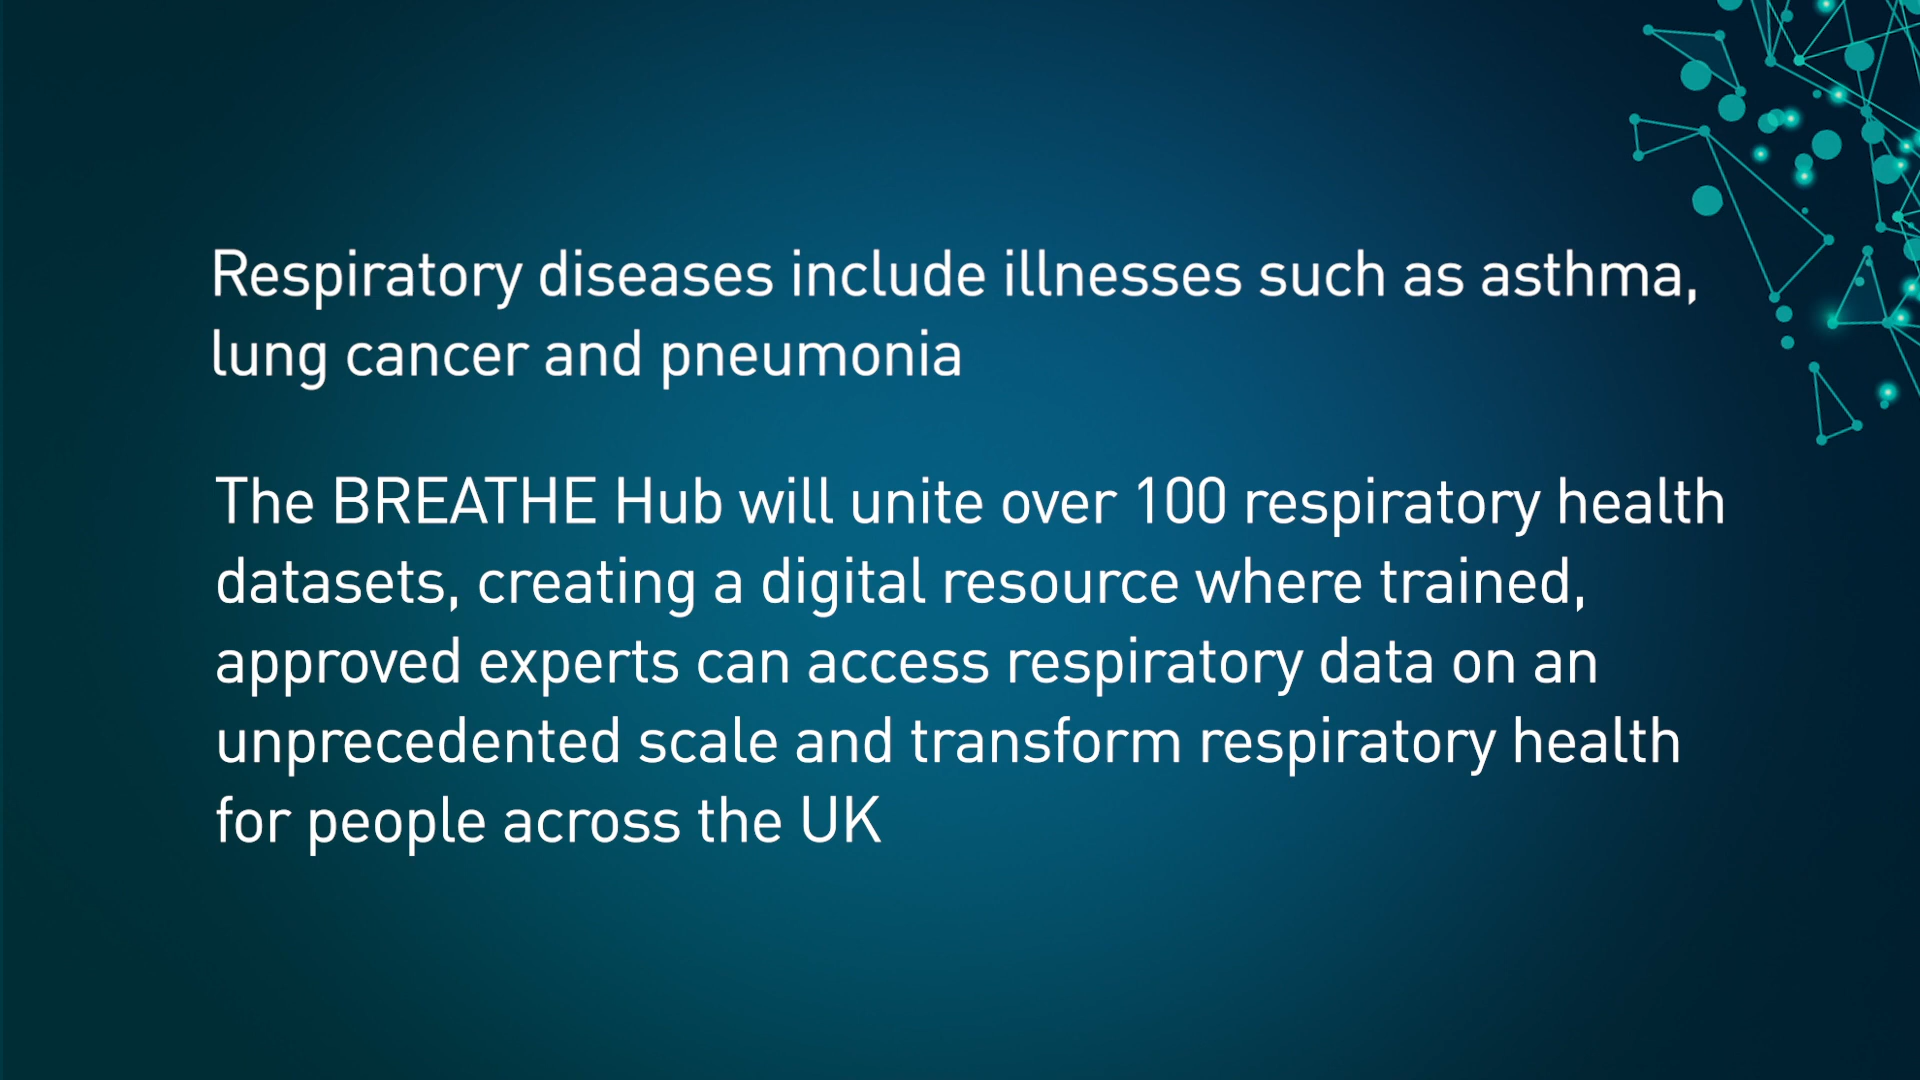 Respiratory diseases include illnesses such as asthma,
lung cancer and pneumonia
The BREATHE Hub will unite over 100 respiratory health
datasets, creating a digital resource where trained,
approved experts can access respiratory data on an
unprecedented scale and transform respiratory health
for people across the UK